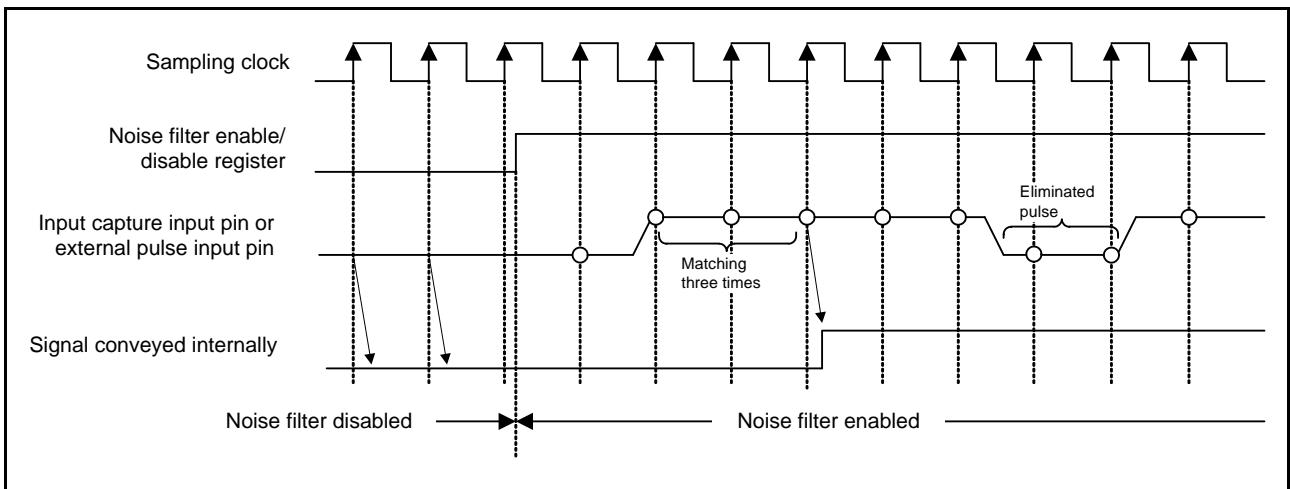 Sampling clock
Noise filter enable/
disable register
Eliminated
pulse
Input capture input pin or
external pulse input pin
Matching
three times
Signal conveyed internally
Noise filter disabled
Noise filter enabled